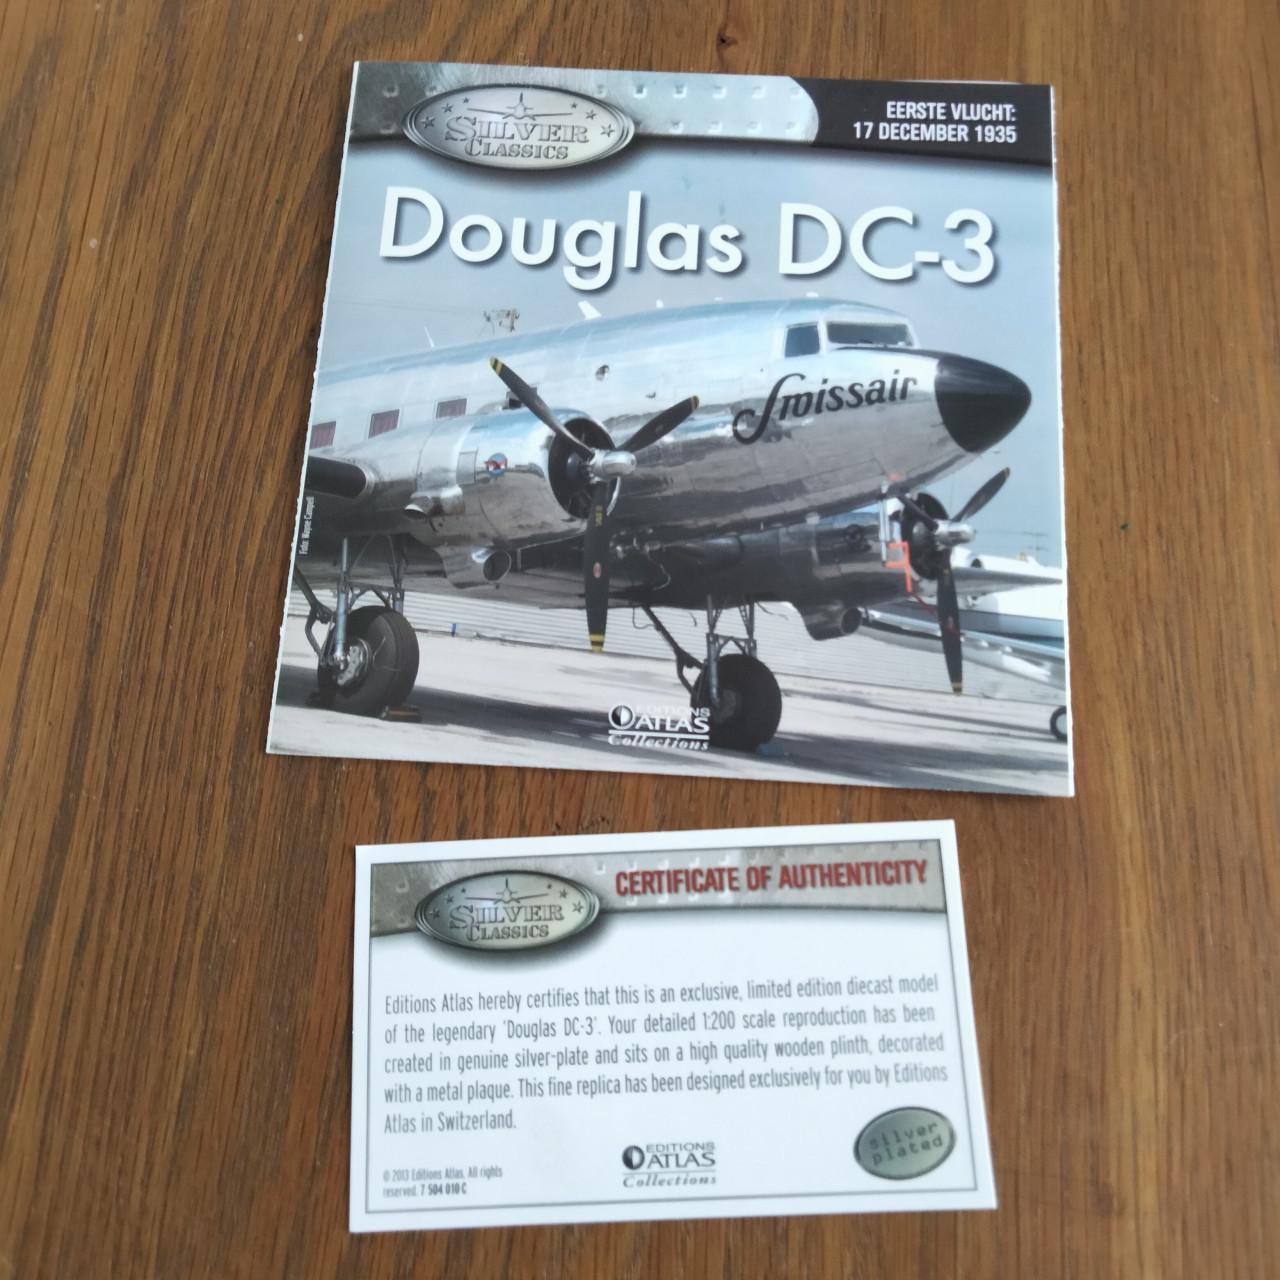 SILVER
CLASSICS
EERSTE VLUCHT:
17 DECEMBER 1935
Douglas DC-3
Swissair
Foto: Wayne Campell
EDITIONS
ATLAS
Collections
SILVER
CLASSICS
CERTIFICATE OF AUTHENTICITY
Editions Atlas hereby certifies that this is an exclusive, limited edition diecast model
of the legendary 'Douglas DC-3'. Your detailed 1:200 scale reproduction has been
created in genuine silver-plate and sits on a high quality wooden plinth, decorated
with a metal plaque. This fine replica has been designed exclusively for you by Editions
Atlas in Switzerland.
© 2013 Editions Atlas. All rights
reserved. 7 504 010 C
EDITIONS
ATLAS
Collections
silver
plated